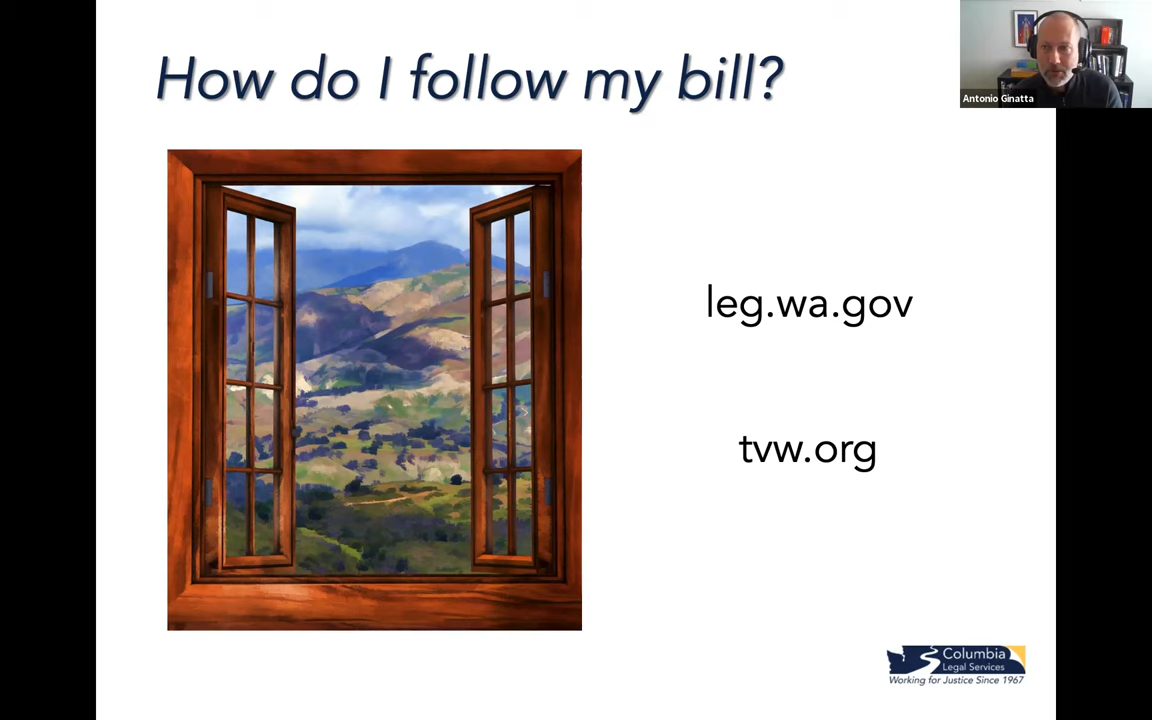 How do I follow my bill?
Antonio Ginatta
leg.wa.gov
tvw.org
Columbia
Legal Services
Working for Justice Since 1967